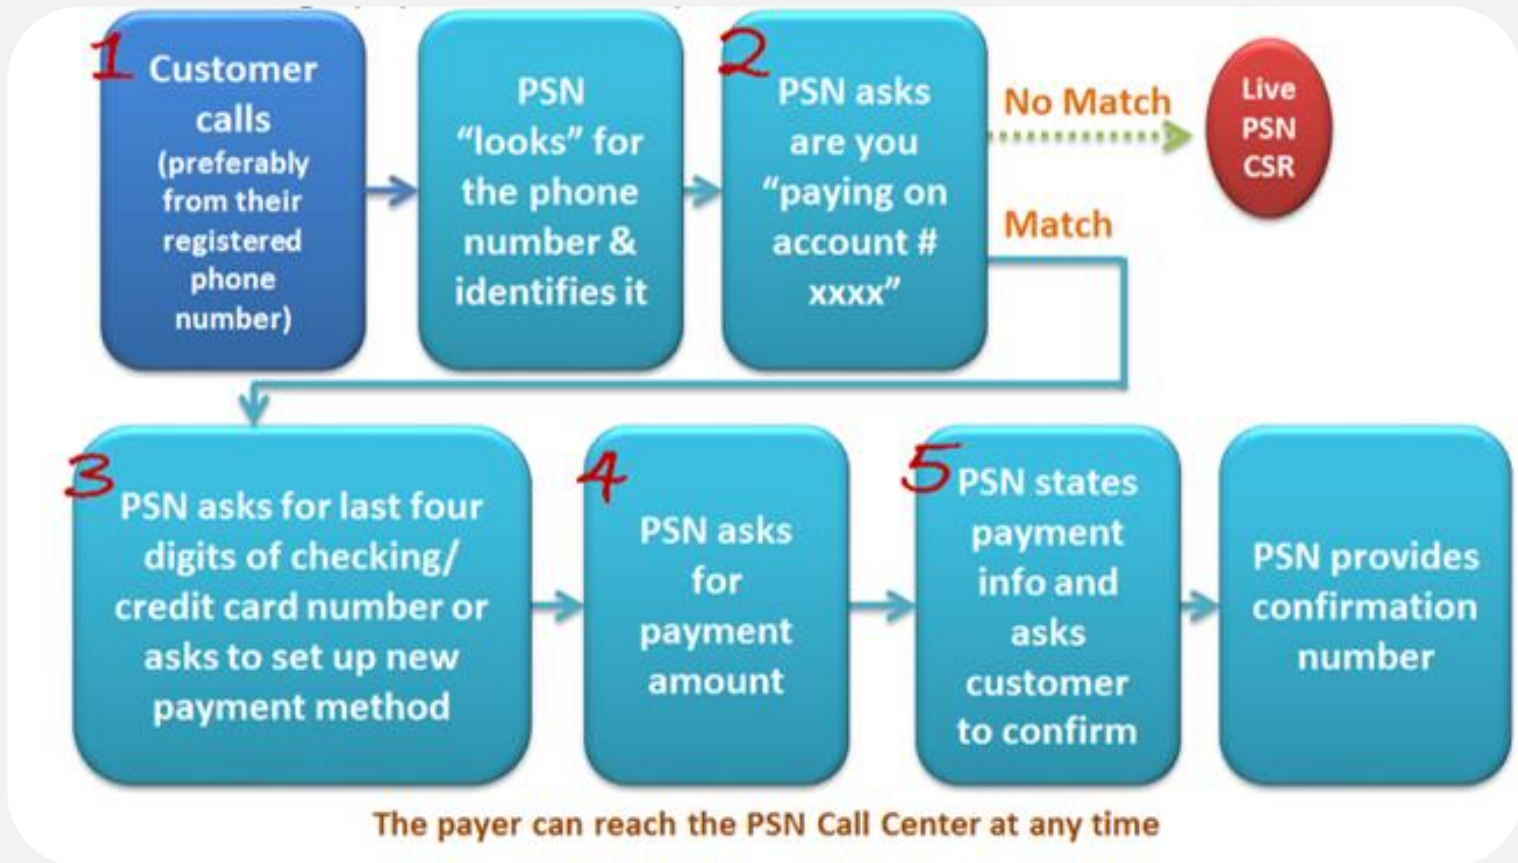 1
Customer
calls
(preferably
from their
registered
phone
number)
PSN
“looks” for
the phone
number &
identifies it
2
PSN asks
are you
“paying on
account #
xxxx”
No Match
Match
Live
PSN
CSR
3
PSN asks for last four
digits of checking/
credit card number or
asks to set up new
payment method
4
PSN asks
for
payment
amount
5
PSN states
payment
info and
asks
customer
to confirm
PSN provides
confirmation
number
The payer can reach the PSN Call Center at any time